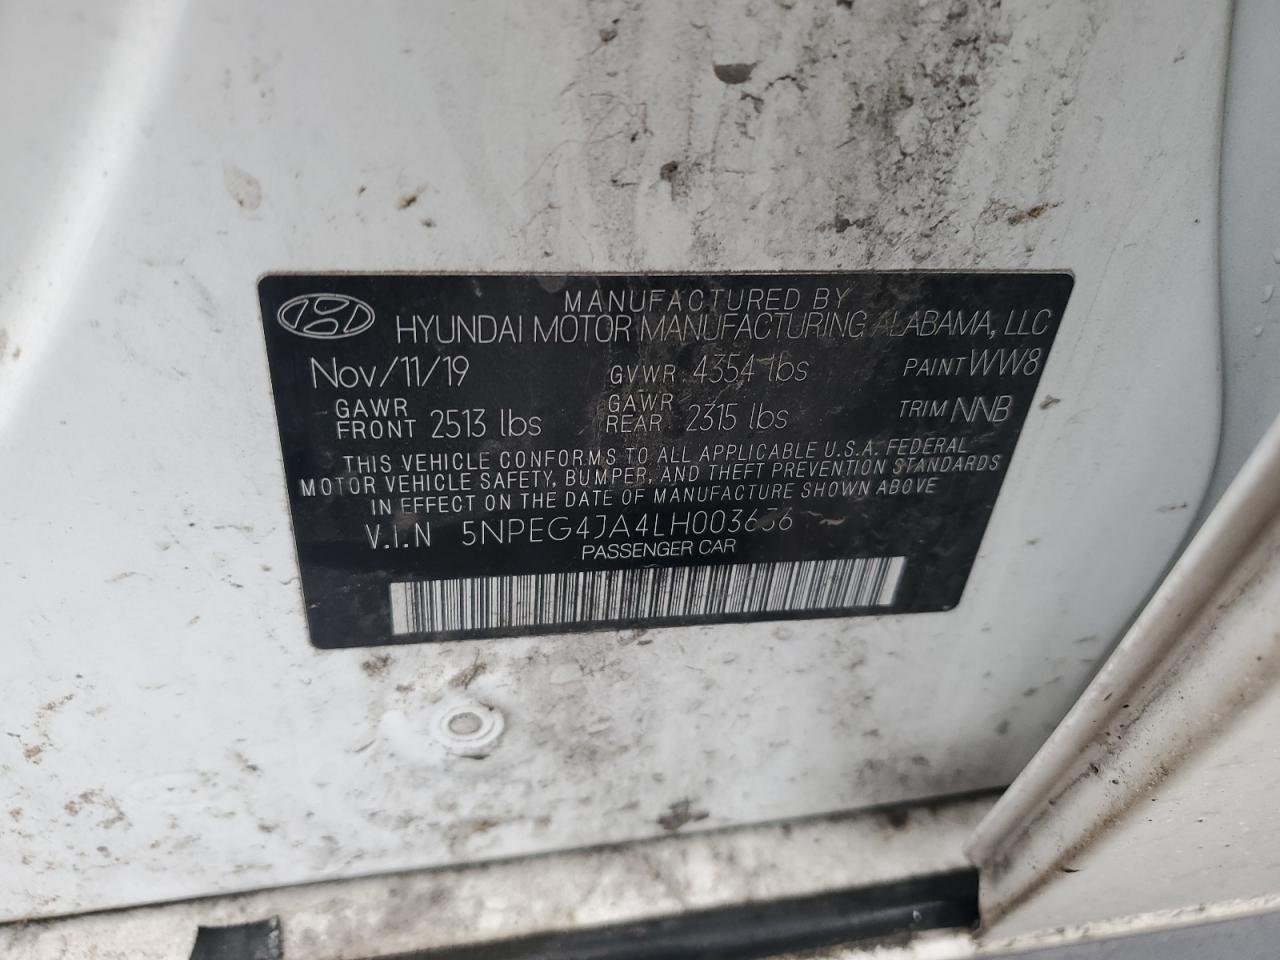 MANUFACTURED BY
HYUNDAI MOTOR MANUFACTURING ALABAMA, LLC
Nov/11/19 GVWR 4354 lbs PAINT WW8
GAWR FRONT 2513 lbs GAWR REAR 2315 lbs TRIM NNB
THIS VEHICLE CONFORMS TO ALL APPLICABLE U.S.A. FEDERAL
MOTOR VEHICLE SAFETY, BUMPER, AND THEFT PREVENTION STANDARDS
IN EFFECT ON THE DATE OF MANUFACTURE SHOWN ABOVE
V.I.N 5NPEG4JA4LH003636
PASSENGER CAR